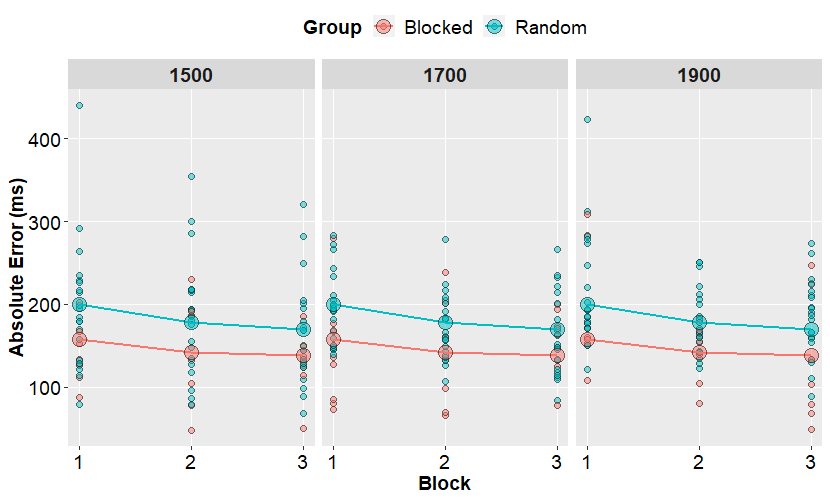 Group Blocked Random
1500 1700 1900
Absolute Error (ms)
400
300
200
100
1 2 3 1 2 3 1 2 3
Block